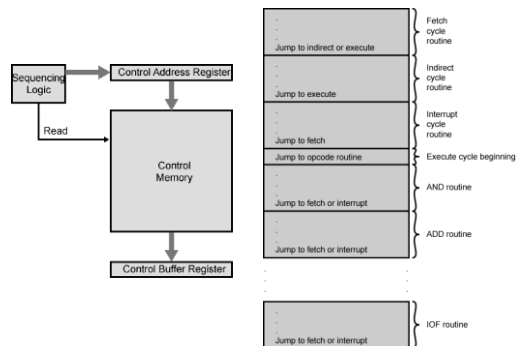 Sequencing
Logic
Control Address Register
Read
Control
Memory
Control Buffer Register
Jump to indirect or execute
Fetch
cycle
routine
Jump to execute
Indirect
cycle
routine
Jump to fetch
Interrupt
cycle
routine
Jump to opcode routine
Execute cycle beginning
Jump to fetch or interrupt
AND routine
Jump to fetch or interrupt
ADD routine
Jump to fetch or interrupt
IOF routine